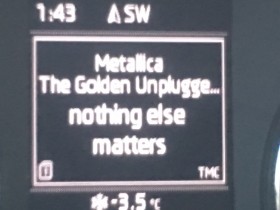 1:43 SW
Metallica
The Golden Unplugge...
nothing else
matters
TMC
-3,5 °C